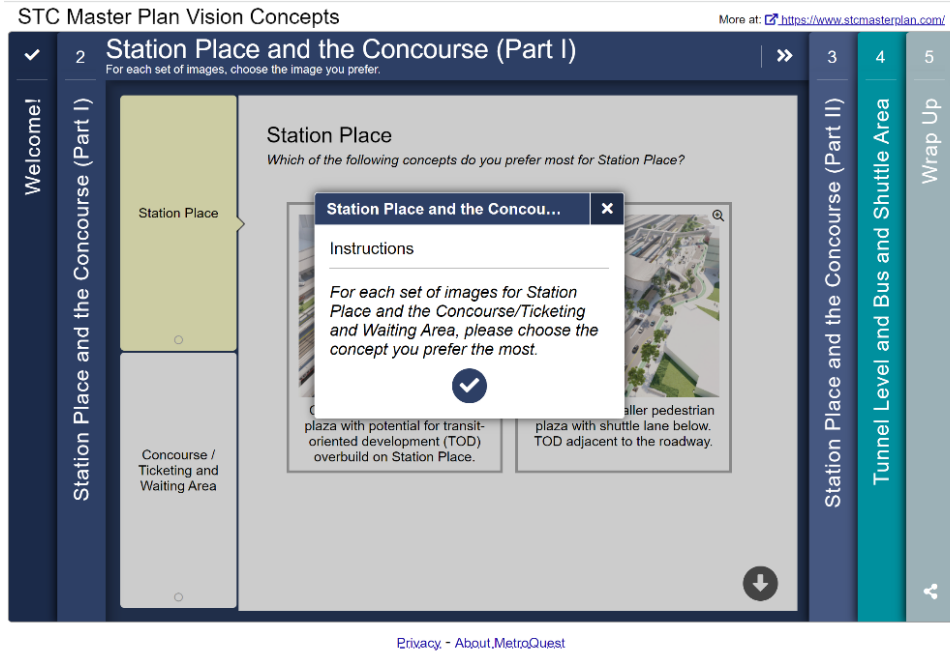 STC Master Plan Vision Concepts
More at: https://www.stcmasterplan.com/
Welcome!
2
Station Place and the Concourse (Part I)
Station Place and the Concourse (Part I)
For each set of images, choose the image you prefer.
Station Place
Concourse /
Ticketing and
Waiting Area
Station Place
Which of the following concepts do you prefer most for Station Place?
Station Place and the Concou...
Instructions
For each set of images for Station
Place and the Concourse/Ticketing
and Waiting Area, please choose the
concept you prefer the most.
plaza with potential for transit-
oriented development (TOD)
overbuild on Station Place.
pedestrian
plaza with shuttle lane below.
TOD adjacent to the roadway.
3
Station Place and the Concourse (Part II)
4
Tunnel Level and Bus and Shuttle Area
5
Wrap Up
Privacy - About MetroQuest